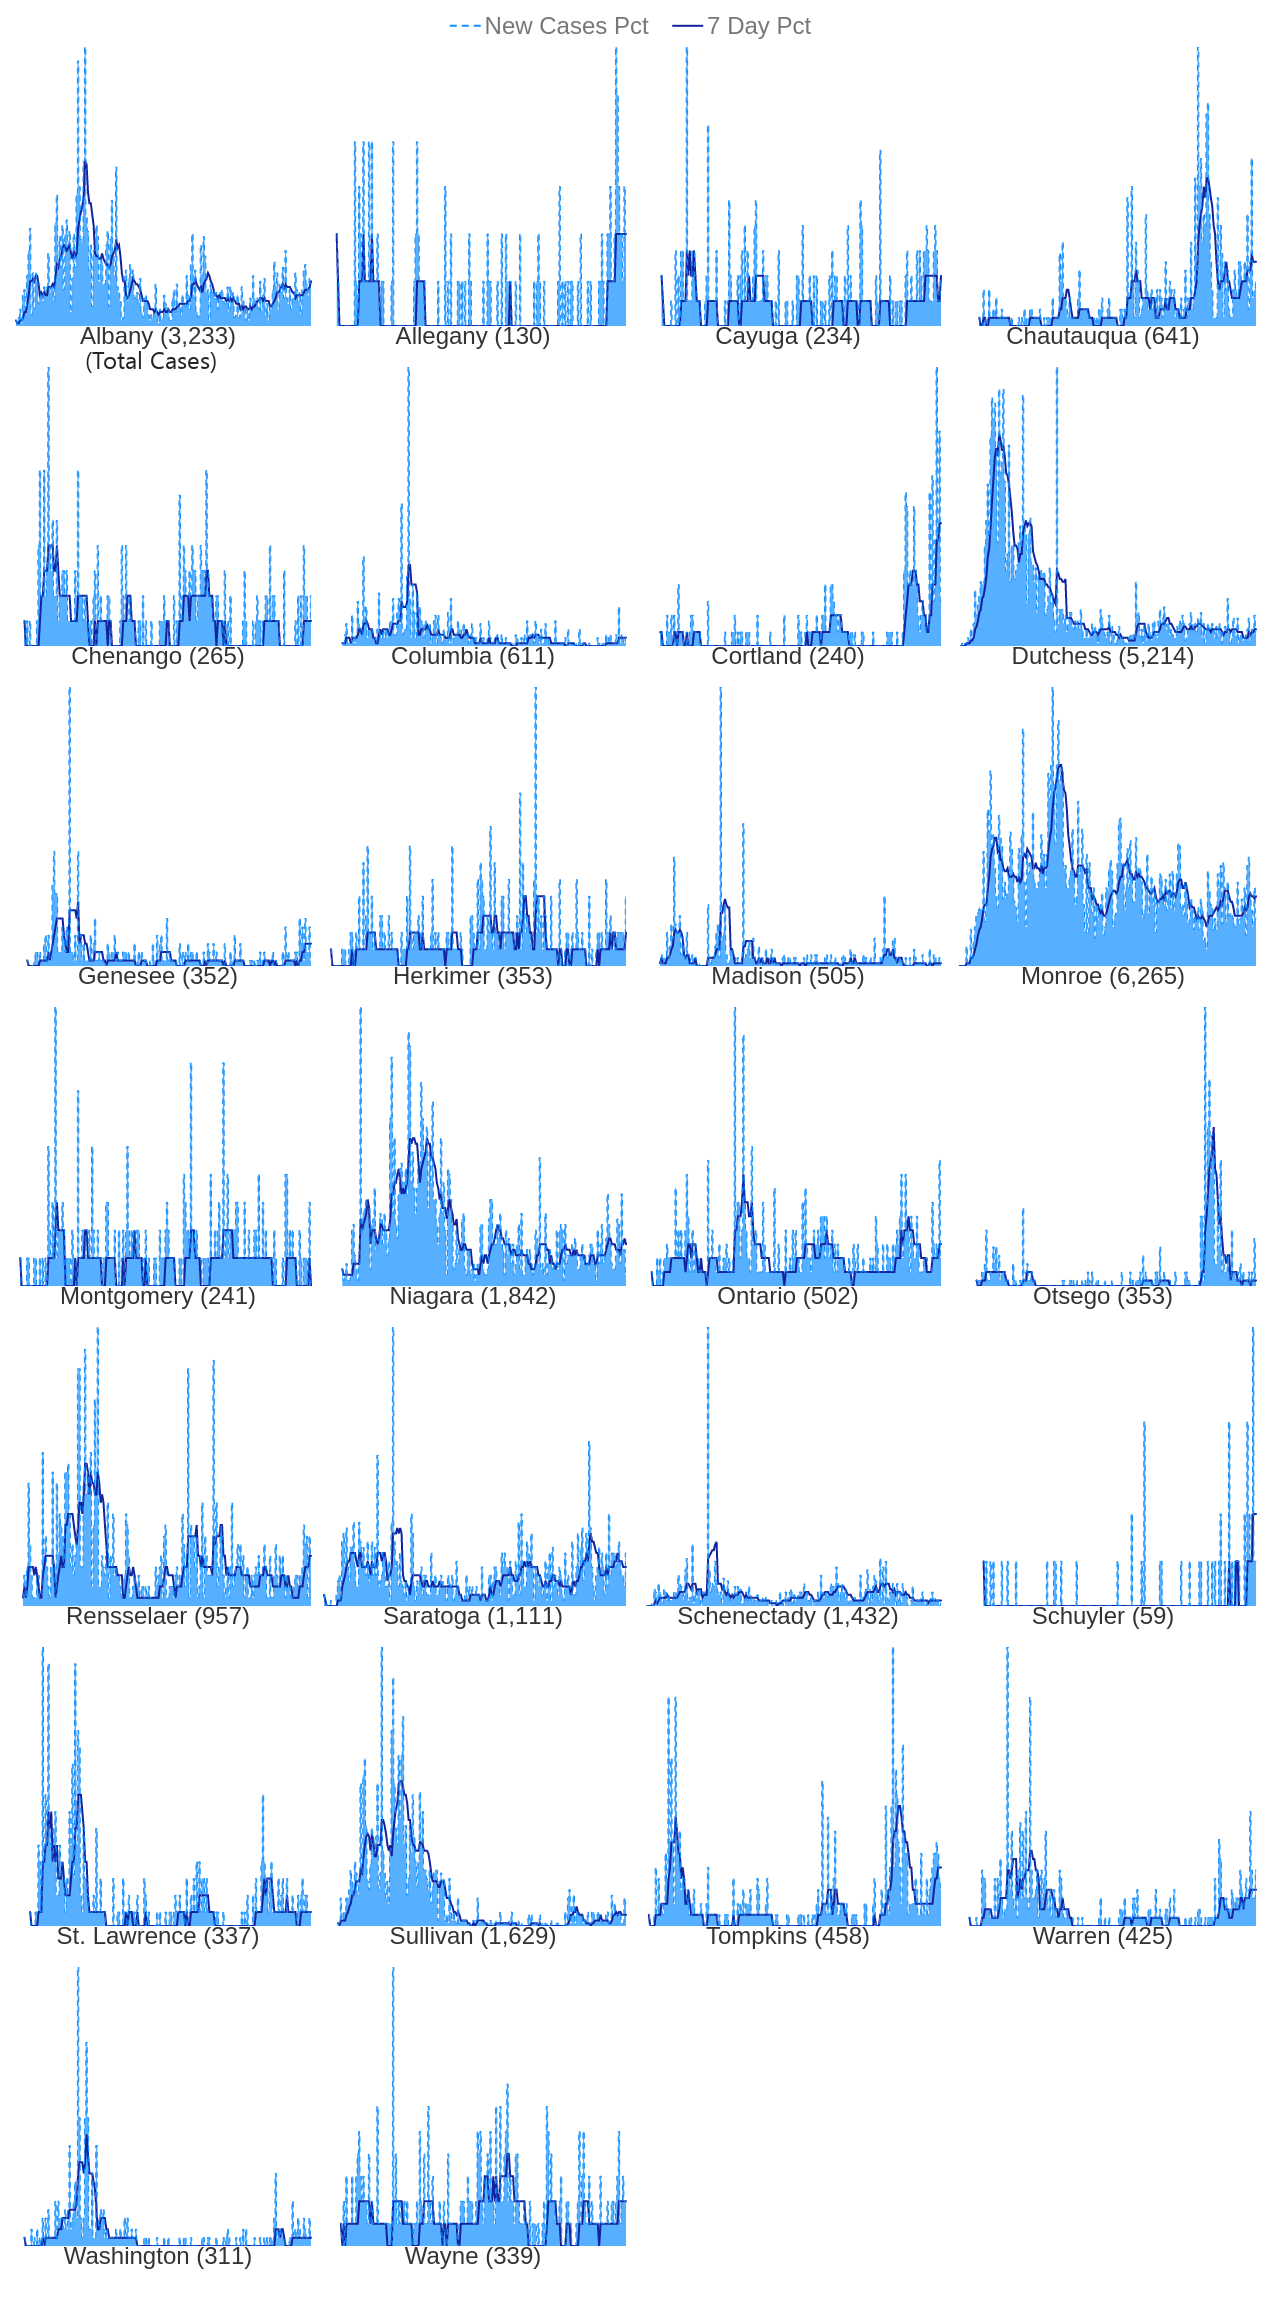 New Cases Pct 7 Day Pct
Albany (3,233) Allegany (130) Cayuga (234) Chautauqua (641)
(Total Cases)
Chenango (265) Columbia (611) Cortland (240) Dutchess (5,214)
Genesee (352) Herkimer (353) Madison (505) Monroe (6,265)
Montgomery (241) Niagara (1,842) Ontario (502) Otsego (353)
Rensselaer (957) Saratoga (1,111) Schenectady (1,432) Schuyler (59)
St. Lawrence (337) Sullivan (1,629) Tompkins (458) Warren (425)
Washington (311) Wayne (339)